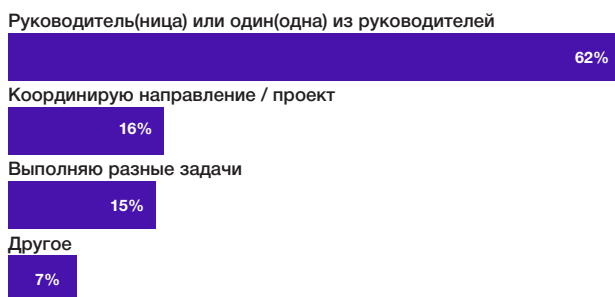 Руководитель(ница) или один(одна) из руководителей
62%
Координирую направление / проект
16%
Выполняю разные задачи
15%
Другое
7%